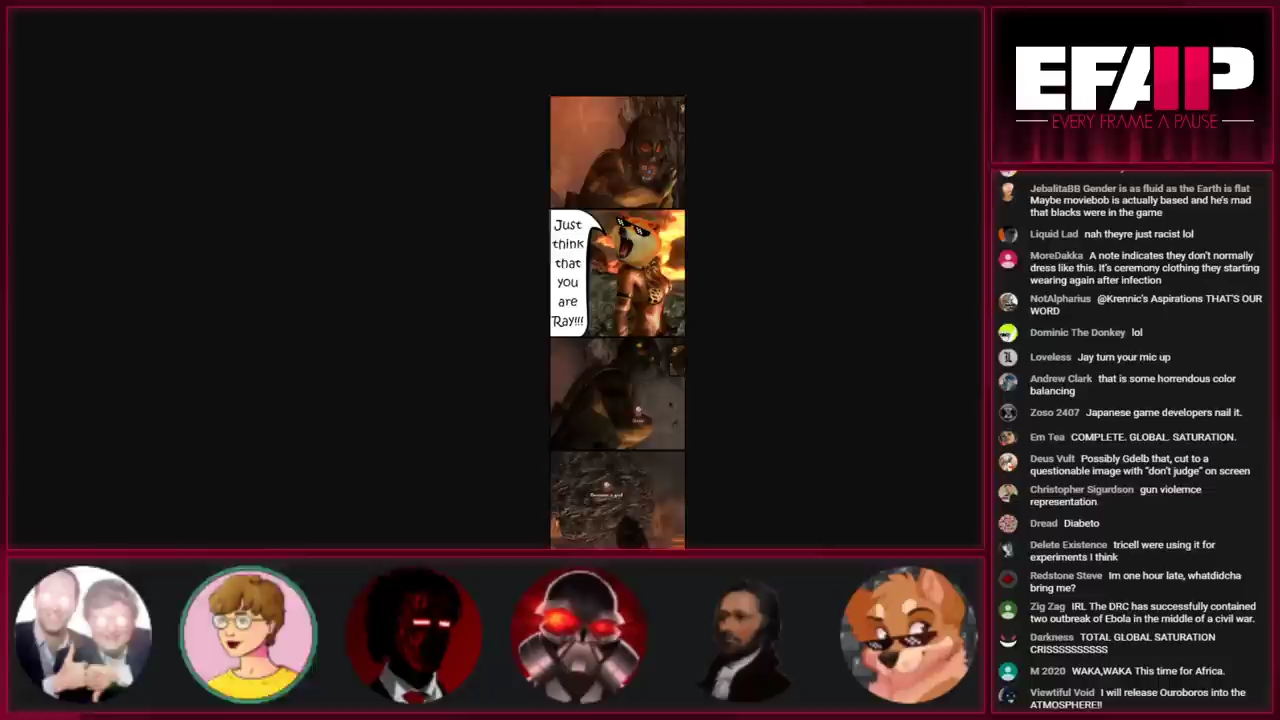 Just
think
that
you
are
Ray!!!
Become a god
EFAP
EVERY FRAME A PAUSE
JebalitaBB Gender is as fluid as the Earth is flat
Maybe moviebob is actually based and he's mad
that blacks were in the game
Liquid Lad nah theyre just racist lol
MoreDakka A note indicates they don't normally
dress like this. It's ceremony clothing they starting
wearing again after infection
NotAlpharius @Krennic's Aspirations THAT'S OUR
WORD
Dominic The Donkey lol
Loveless Jay turn your mic up
Andrew Clark that is some horrendous color
balancing
Zoso 2407 Japanese game developers nail it.
Em Tea COMPLETE. GLOBAL. SATURATION.
Deus Vult Possibly Gdelb that, cut to a
questionable image with "don't judge" on screen
Christopher Sigurdson gun violemce
representation
Dread Diabeto
Delete Existence tricell were using it for
experiments I think
Redstone Steve Im one hour late, whatdidcha
bring me?
Zig Zag IRL The DRC has successfully contained
two outbreak of Ebola in the middle of a civil war.
Darkness TOTAL GLOBAL SATURATION
CRISSSSSSSSSS
M 2020 WAKA,WAKA This time for Africa.
Viewtiful Void I will release Ouroboros into the
ATMOSPHERE!!